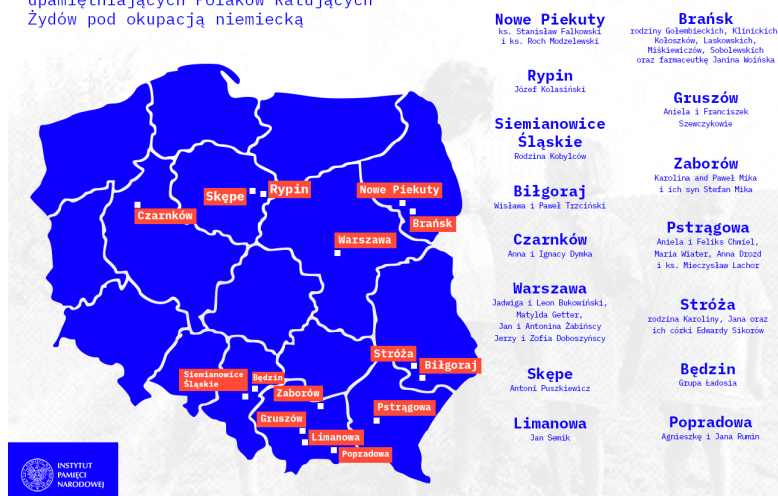 upamiętniających Polaków Ratujących
Żydów pod okupacją niemiecką
Skępe
Rypin
Czarnków
Nowe Piekuty
Brańsk
Warszawa
Stróża
Biłgoraj
Siemianowice
Śląskie
Będzin
Zaborów
Pstrągowa
Gruszów
Limanowa
Popradowa
INSTYTUT
PAMIĘCI
NARODOWEJ
Nowe Piekuty
ks. Stanisław Falkowski
i ks. Roch Modzelewski
Rypin
Józef Kolasiński
Siemianowice
Śląskie
Rodzina Kobylców
Biłgoraj
Wisława i Paweł Trzciński
Czarnków
Anna i Ignacy Dymka
Warszawa
Jadwiga i Leon Bukowiński,
Matylda Getter,
Jan i Antonina Żabińscy
Jerzy i Zofia Doboszyńscy
Skępe
Antoni Puszkiewicz
Limanowa
Jan Semik
Brańsk
rodziny Gołembieckich, Klinickich
Kołoszków, Laskowskich,
Miśkiewiczów, Sobolewskich
oraz farmaceutkę Janina Woińska
Gruszów
Aniela i Franciszek
Szewczykowie
Zaborów
Karolina and Paweł Mika
i ich syn Stefan Mika
Pstrągowa
Aniela i Feliks Chmiel,
Maria Wiater, Anna Drozd
i ks. Mieczysław Lachor
Stróża
rodzina Karoliny, Jana oraz
ich córki Edwardy Sikorów
Będzin
Grupa Ładosia
Popradowa
Agnieszkę i Jana Rumin